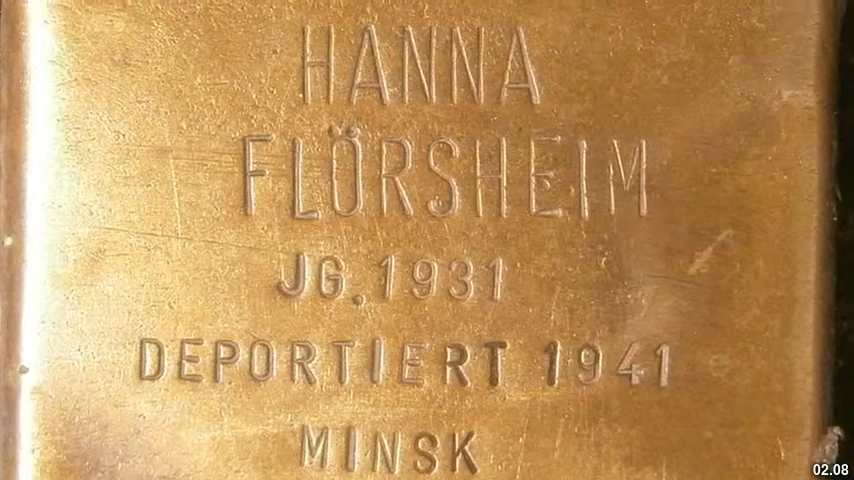 HANNA
FLÖRSHEIM
JG. 1931
DEPORTIERT 1941
MINSK
02.08